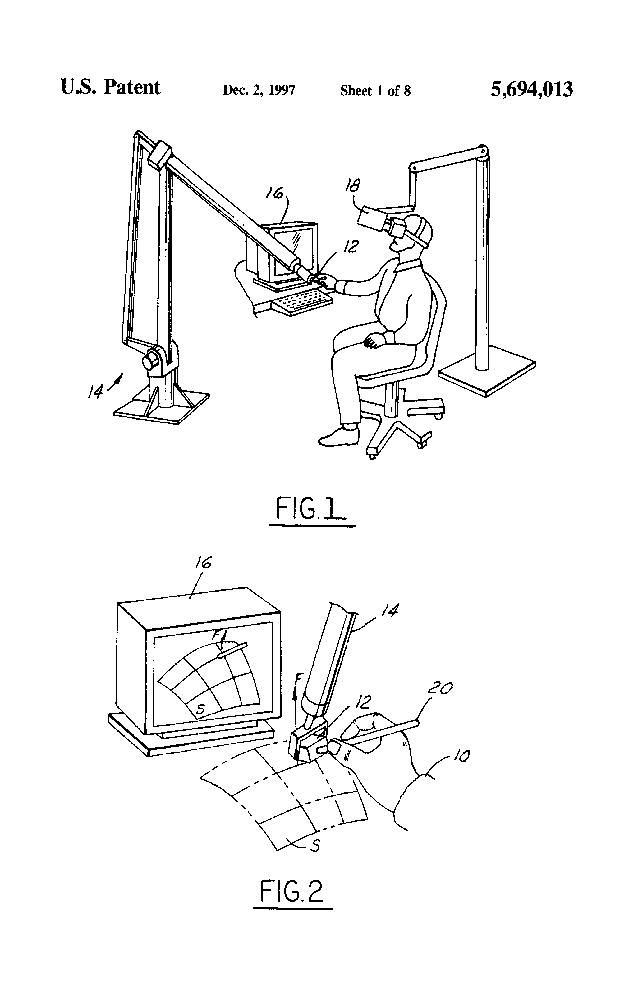 U.S. Patent Dec. 2, 1997 Sheet 1 of 8 5,694,013
16
18
12
14
FIG.1
16
14
F
F
20
12
S
10
S
FIG.2